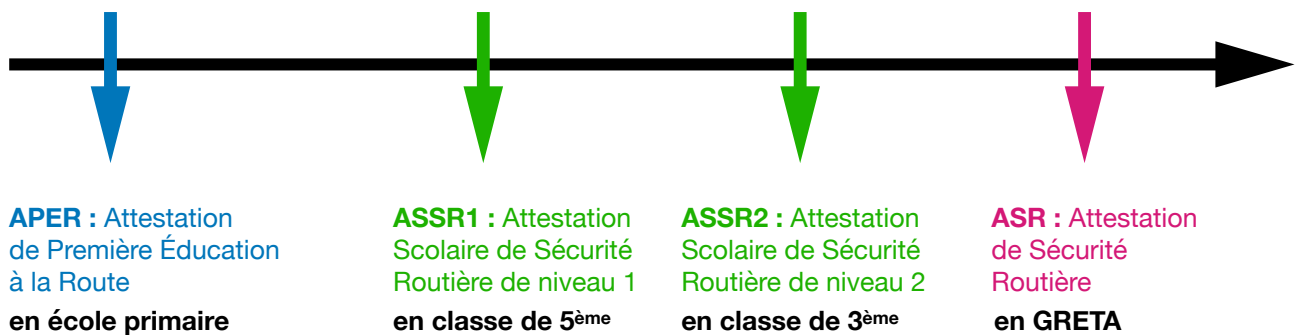 APER : Attestation
de Première Éducation
à la Route
en école primaire
ASSR1 : Attestation
Scolaire de Sécurité
Routière de niveau 1
en classe de 5ème
ASSR2 : Attestation
Scolaire de Sécurité
Routière de niveau 2
en classe de 3ème
ASR : Attestation
de Sécurité
Routière
en GRETA